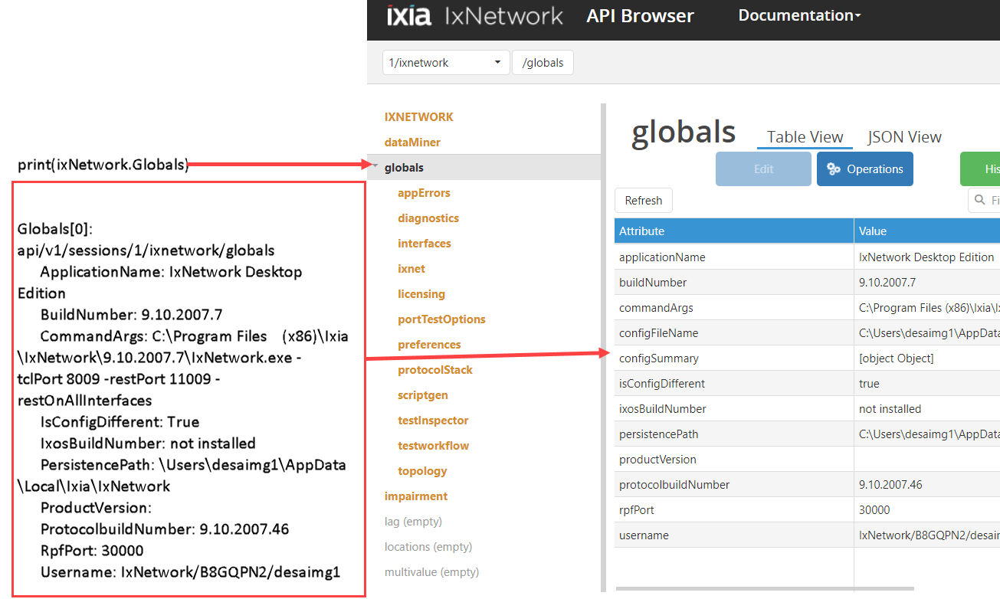 ixia IxNetwork API Browser Documentation
1/ixnetwork /globals
IXNETWORK
dataMiner
globals
appErrors
diagnostics
interfaces
ixnet
licensing
portTestOptions
preferences
protocolStack
scriptgen
testInspector
testworkflow
topology
impairment
lag (empty)
locations (empty)
multivalue (empty)
print(ixNetwork.Globals)
Globals[0]:
api/v1/sessions/1/ixnetwork/globals
ApplicationName: IxNetwork Desktop
Edition
BuildNumber: 9.10.2007.7
CommandArgs: C:\Program Files (x86)\Ixia
\IxNetwork\9.10.2007.7\IxNetwork.exe -
tclPort 8009 -restPort 11009 -
restOnAllInterfaces
IsConfigDifferent: True
IxosBuildNumber: not installed
PersistencePath: \Users\desaimg1\AppData
\Local\Ixia\IxNetwork
ProductVersion:
ProtocolbuildNumber: 9.10.2007.46
RpfPort: 30000
Username: IxNetwork/B8GQPN2/desaimg1
globals Table View JSON View
Edit Operations His
Refresh Fi
Attribute Value
applicationName IxNetwork Desktop Edition
buildNumber 9.10.2007.7
commandArgs C:\Program Files (x86)\Ixia\I
configFileName C:\Users\desaimg1\AppData
configSummary [object Object]
isConfigDifferent true
ixosBuildNumber not installed
persistencePath C:\Users\desaimg1\AppData
productVersion
protocolbuildNumber 9.10.2007.46
rpfPort 30000
username IxNetwork/B8GQPN2/desai